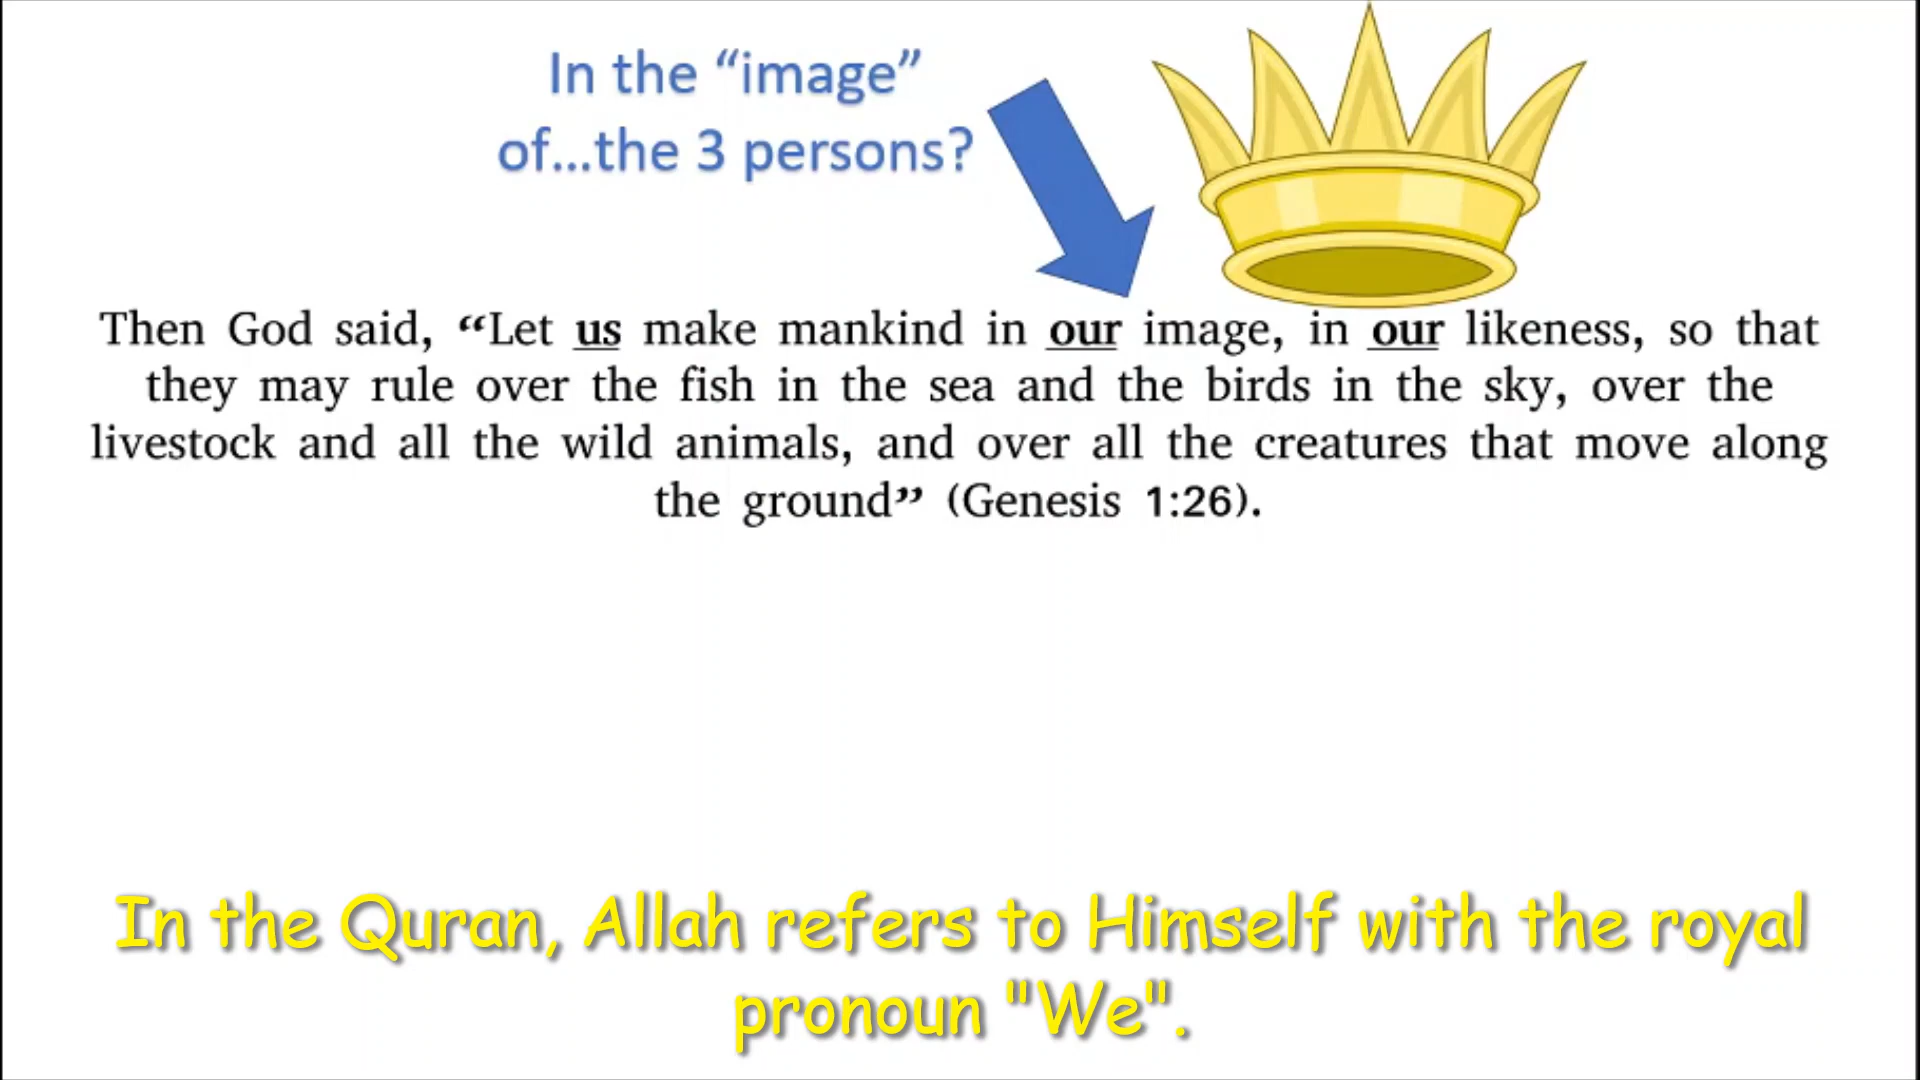 In the “image”
of...the 3 persons?
Then God said, “Let us make mankind in our image, in our likeness, so that
they may rule over the fish in the sea and the birds in the sky, over the
livestock and all the wild animals, and over all the creatures that move along
the ground” (Genesis 1:26).
In the Quran, Allah refers to Himself with the royal
pronoun "We".